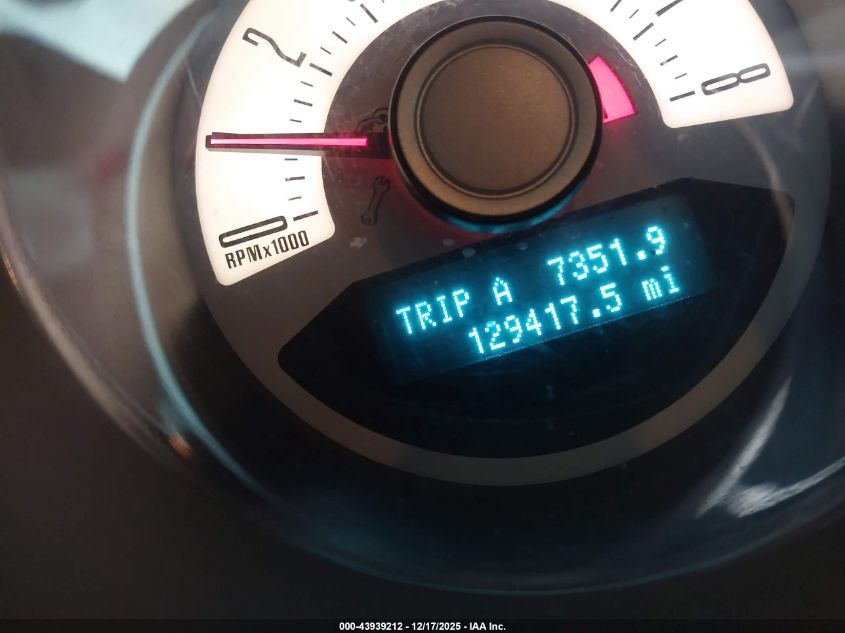 2
8
0
RPMx1000
TRIP A 7351.9
129417.5 mi
000-43939212 - 12/17/2025 - IAA Inc.